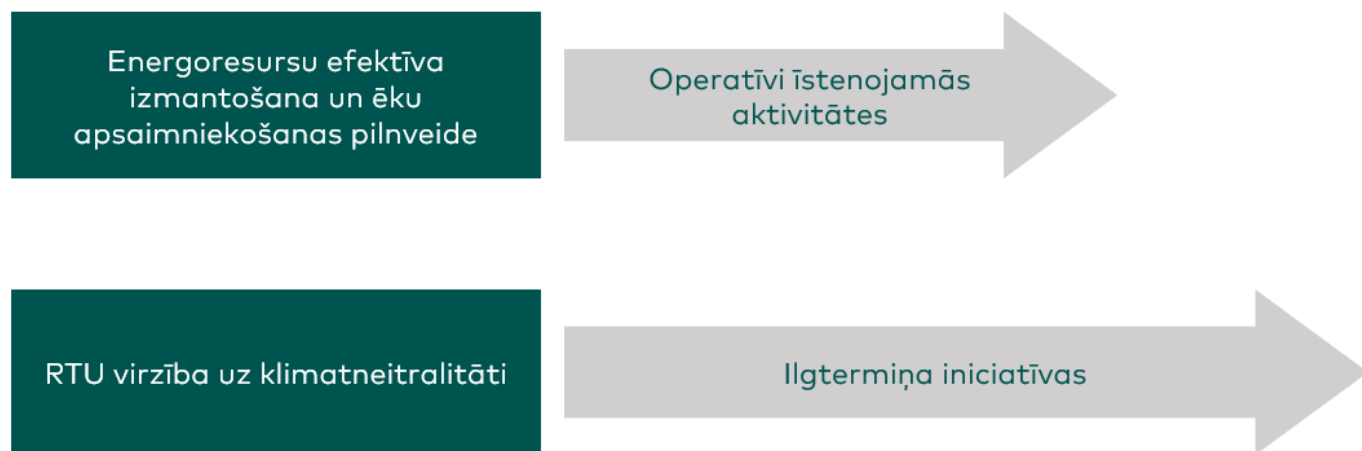 Energoresursu efektīva
izmantošana un ēku
apsaimniekošanas pilnveide
Operatīvi īstenojamās
aktivitātes
RTU virzība uz klimatneitralitāti
Ilgtermiņa iniciatīvas